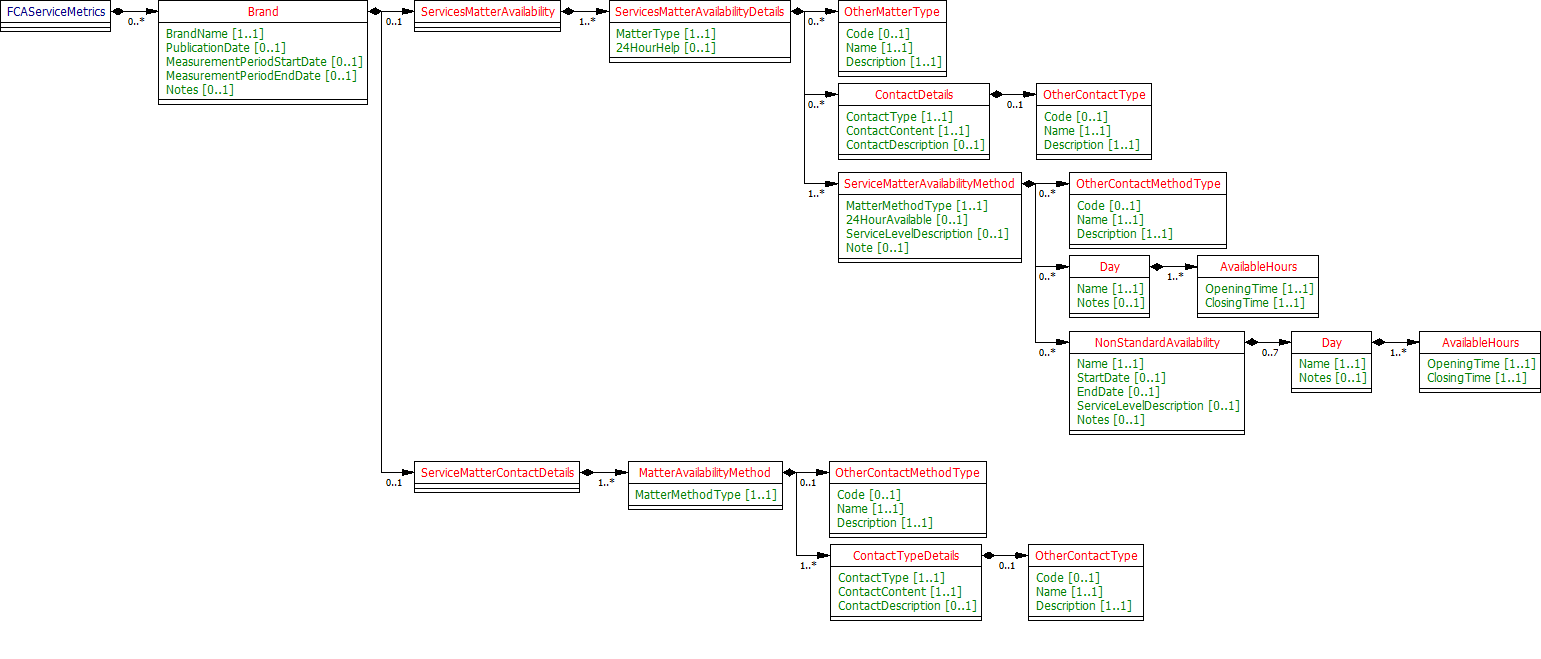 FCAServiceMetrics
0..*
Brand
BrandName [1..1]
PublicationDate [0..1]
MeasurementPeriodStartDate [0..1]
MeasurementPeriodEndDate [0..1]
Notes [0..1]
0..1
ServicesMatterAvailability
1..*
ServicesMatterAvailabilityDetails
MatterType [1..1]
24HourHelp [0..1]
0..*
OtherMatterType
Code [0..1]
Name [1..1]
Description [1..1]
0..*
ContactDetails
ContactType [1..1]
ContactContent [1..1]
ContactDescription [0..1]
0..1
OtherContactType
Code [0..1]
Name [1..1]
Description [1..1]
1..*
ServiceMatterAvailabilityMethod
MatterMethodType [1..1]
24HourAvailable [0..1]
ServiceLevelDescription [0..1]
Note [0..1]
0..*
OtherContactMethodType
Code [0..1]
Name [1..1]
Description [1..1]
0..*
Day
Name [1..1]
Notes [0..1]
1..*
AvailableHours
OpeningTime [1..1]
ClosingTime [1..1]
0..*
NonStandardAvailability
Name [1..1]
StartDate [0..1]
EndDate [0..1]
ServiceLevelDescription [0..1]
Notes [0..1]
0..7
Day
Name [1..1]
Notes [0..1]
1..*
AvailableHours
OpeningTime [1..1]
ClosingTime [1..1]
0..1
ServiceMatterContactDetails
1..*
MatterAvailabilityMethod
MatterMethodType [1..1]
0..1
OtherContactMethodType
Code [0..1]
Name [1..1]
Description [1..1]
1..*
ContactTypeDetails
ContactType [1..1]
ContactContent [1..1]
ContactDescription [0..1]
0..1
OtherContactType
Code [0..1]
Name [1..1]
Description [1..1]